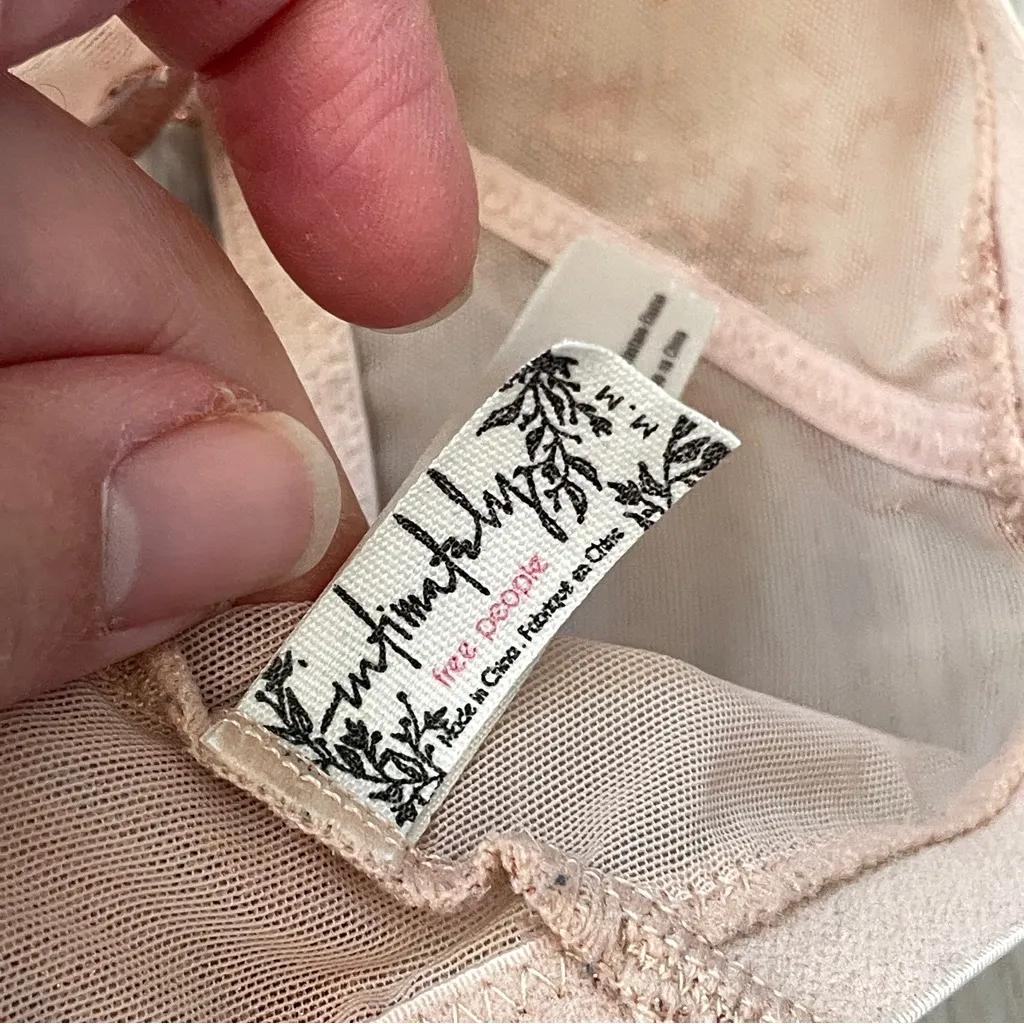 M. M
intimately
free people
Made in China . Fabriqué en Chine